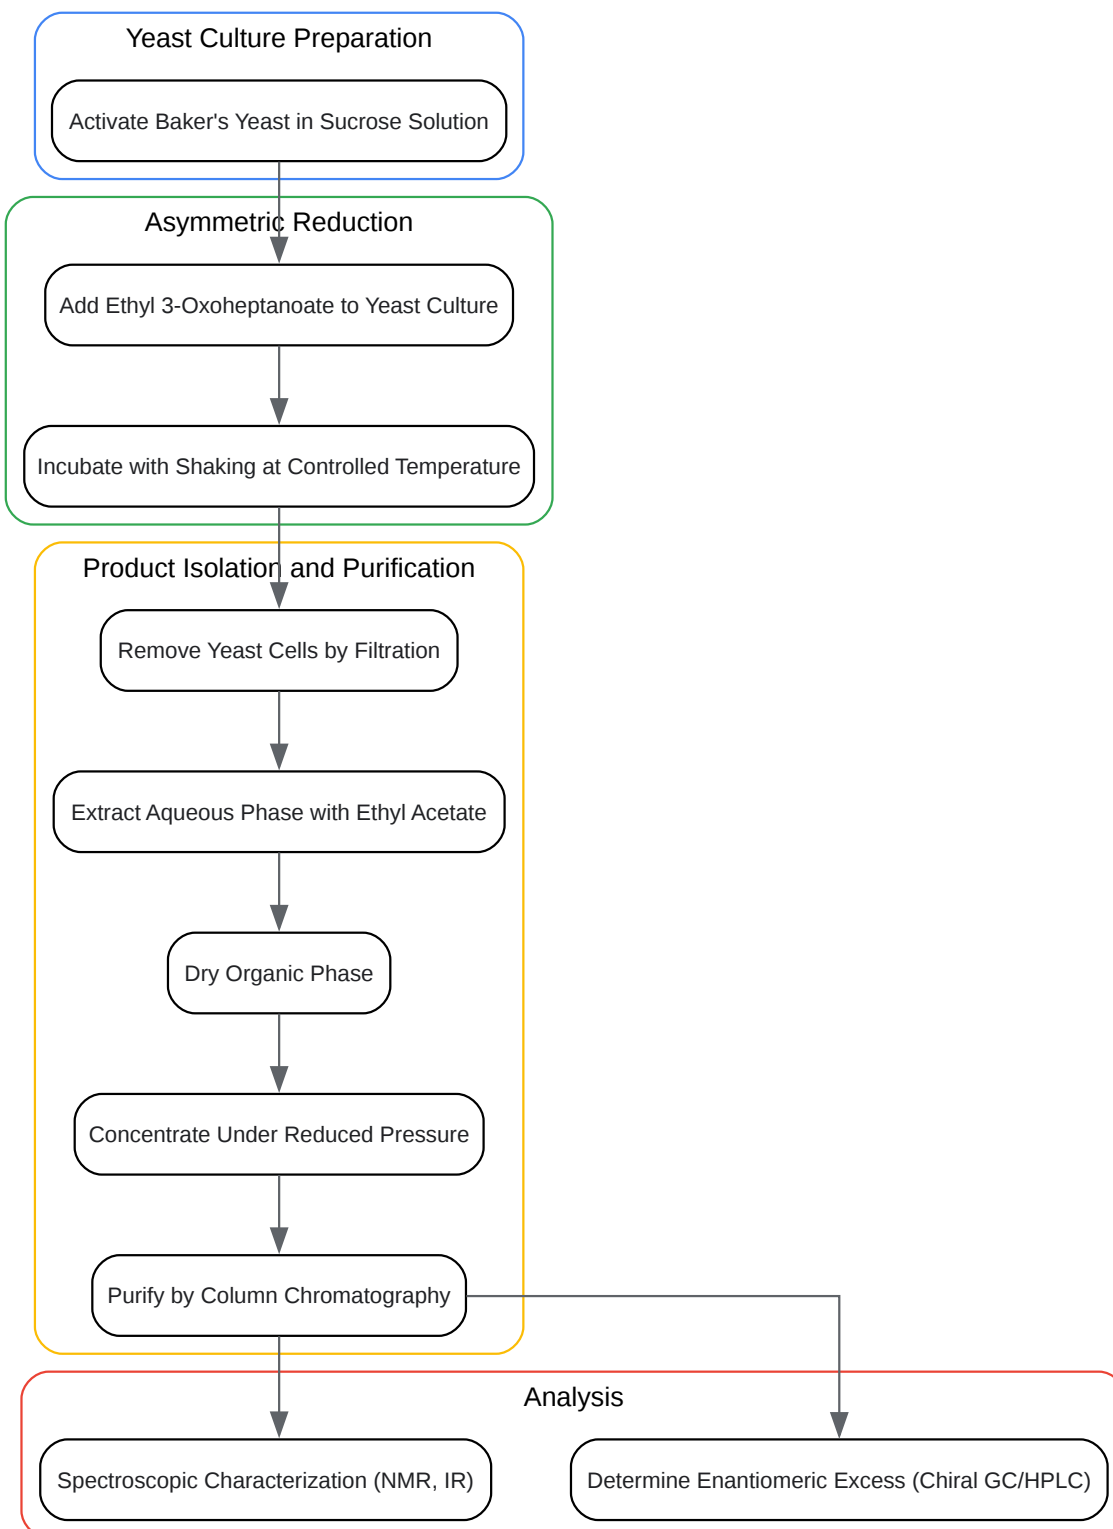 Yeast Culture Preparation
Activate Baker's Yeast in Sucrose Solution
Asymmetric Reduction
Add Ethyl 3-Oxoheptanoate to Yeast Culture
Incubate with Shaking at Controlled Temperature
Product Isolation and Purification
Remove Yeast Cells by Filtration
Extract Aqueous Phase with Ethyl Acetate
Dry Organic Phase
Concentrate Under Reduced Pressure
Purify by Column Chromatography
Analysis
Spectroscopic Characterization (NMR, IR)
Determine Enantiomeric Excess (Chiral GC/HPLC)